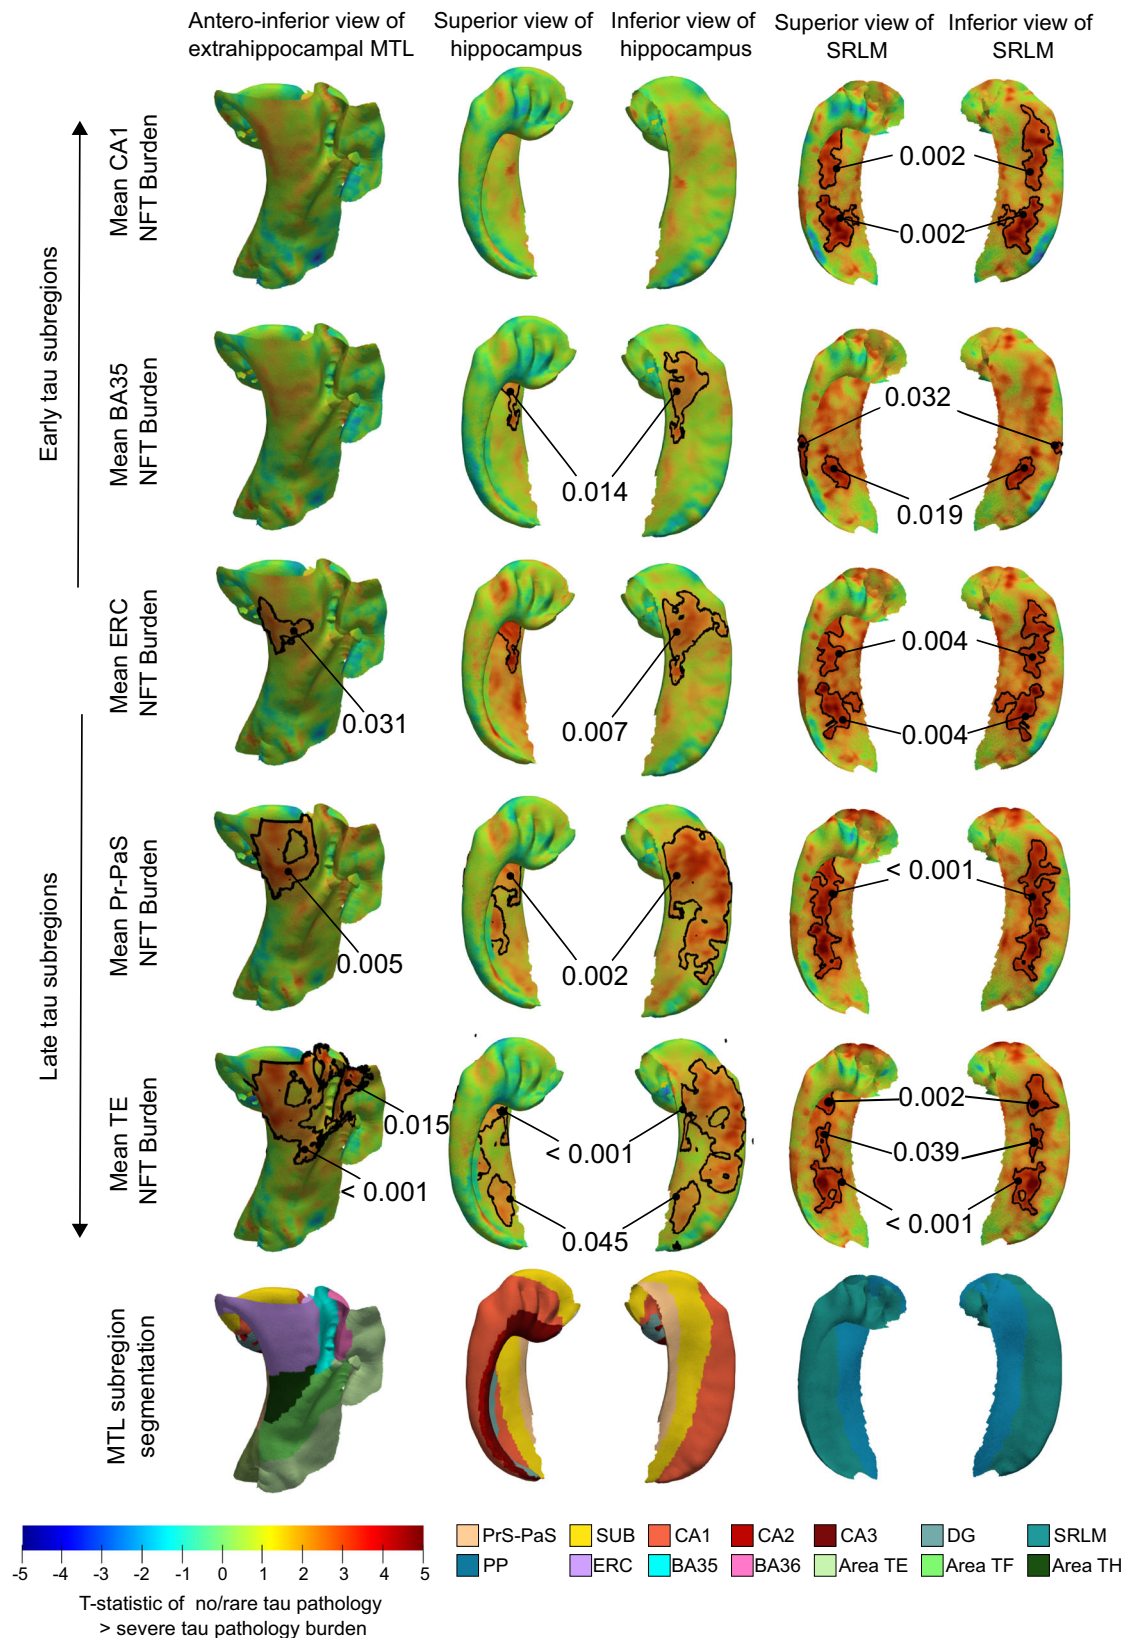 Antero-inferior view of
extrahippocampal MTL
Superior view of
hippocampus
Inferior view of
hippocampus
Superior view of
SRLM
Inferior view of
SRLM
Early tau subregions
Late tau subregions
Mean CA1
NFT Burden
0.002
0.002
Mean BA35
NFT Burden
0.014
0.032
0.019
Mean ERC
NFT Burden
0.031
0.007
0.004
0.004
Mean Pr-PaS
NFT Burden
0.005
0.002
< 0.001
Mean TE
NFT Burden
0.015
< 0.001
< 0.001
0.045
0.002
0.039
< 0.001
MTL subregion
segmentation
-5 -4 -3 -2 -1 0 1 2 3 4 5
T-statistic of no/rare tau pathology
> severe tau pathology burden
PrS-PaS SUB CA1 CA2 CA3 DG SRLM
PP ERC BA35 BA36 Area TE Area TF Area TH